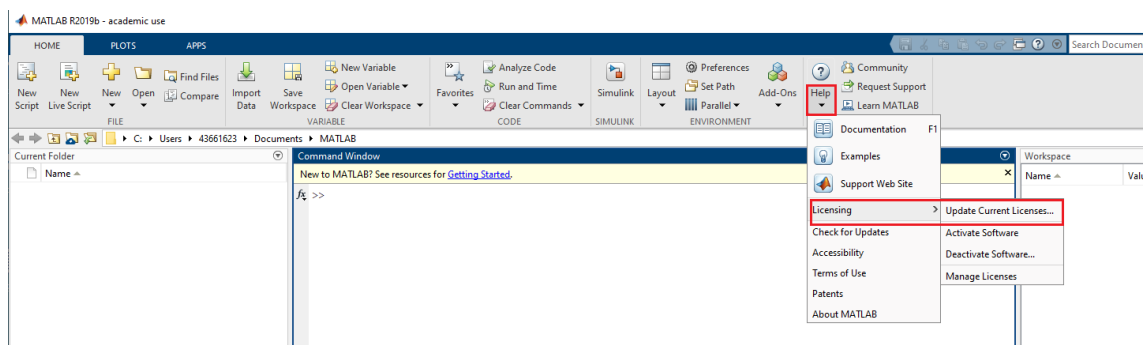 MATLAB R2019b - academic use
HOME PLOTS APPS
Search Documen
New Script
New Live Script
New
Open
Find Files
Compare
Import Data
Save Workspace
New Variable
Open Variable
Clear Workspace
Favorites
Analyze Code
Run and Time
Clear Commands
Simulink
Layout
Preferences
Set Path
Parallel
Add-Ons
? Help
Community
Request Support
Learn MATLAB
FILE VARIABLE CODE SIMULINK ENVIRONMENT
C: Users 43661623 Documents MATLAB
Current Folder
Name
Command Window
New to MATLAB? See resources for Getting Started.
fx >>
Workspace
Name Valu
Documentation F1
Examples
Support Web Site
Licensing >
Check for Updates
Accessibility
Terms of Use
Patents
About MATLAB
Update Current Licenses...
Activate Software
Deactivate Software...
Manage Licenses